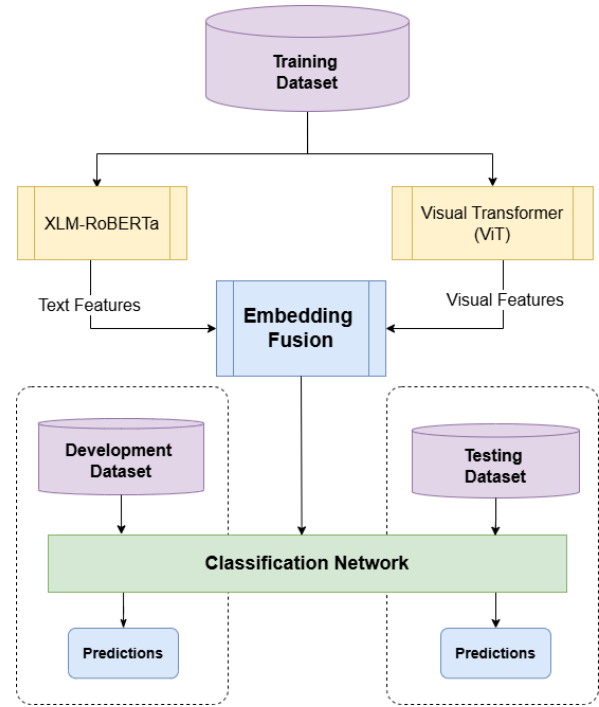 Training
Dataset
XLM-RoBERTa
Visual Transformer
(ViT)
Text Features
Visual Features
Embedding
Fusion
Development
Dataset
Testing
Dataset
Classification Network
Predictions
Predictions